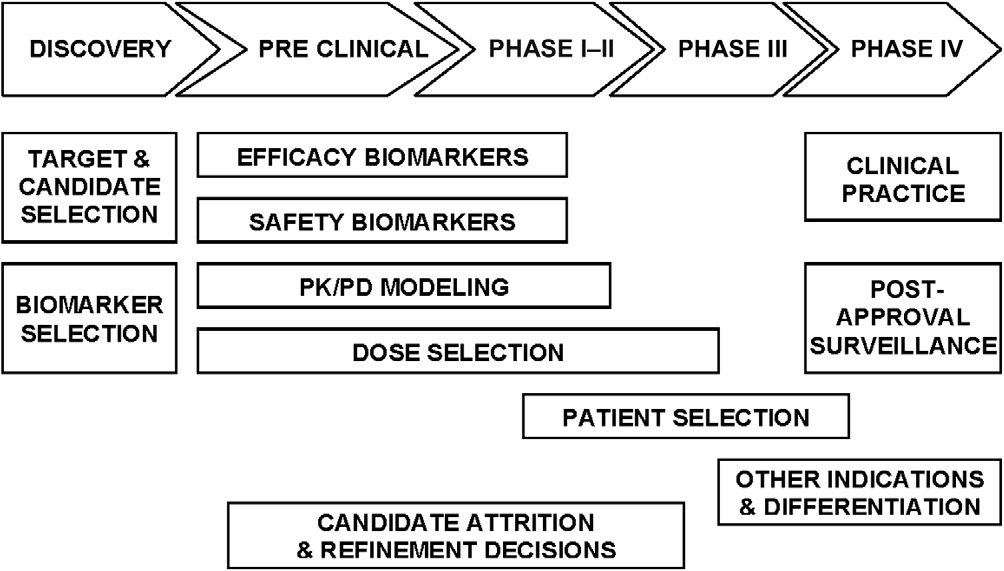 DISCOVERY
PRE CLINICAL
PHASE I–II
PHASE III
PHASE IV
TARGET &
CANDIDATE
SELECTION
EFFICACY BIOMARKERS
SAFETY BIOMARKERS
CLINICAL
PRACTICE
BIOMARKER
SELECTION
PK/PD MODELING
DOSE SELECTION
POST-
APPROVAL
SURVEILLANCE
PATIENT SELECTION
OTHER INDICATIONS
& DIFFERENTIATION
CANDIDATE ATTRITION
& REFINEMENT DECISIONS